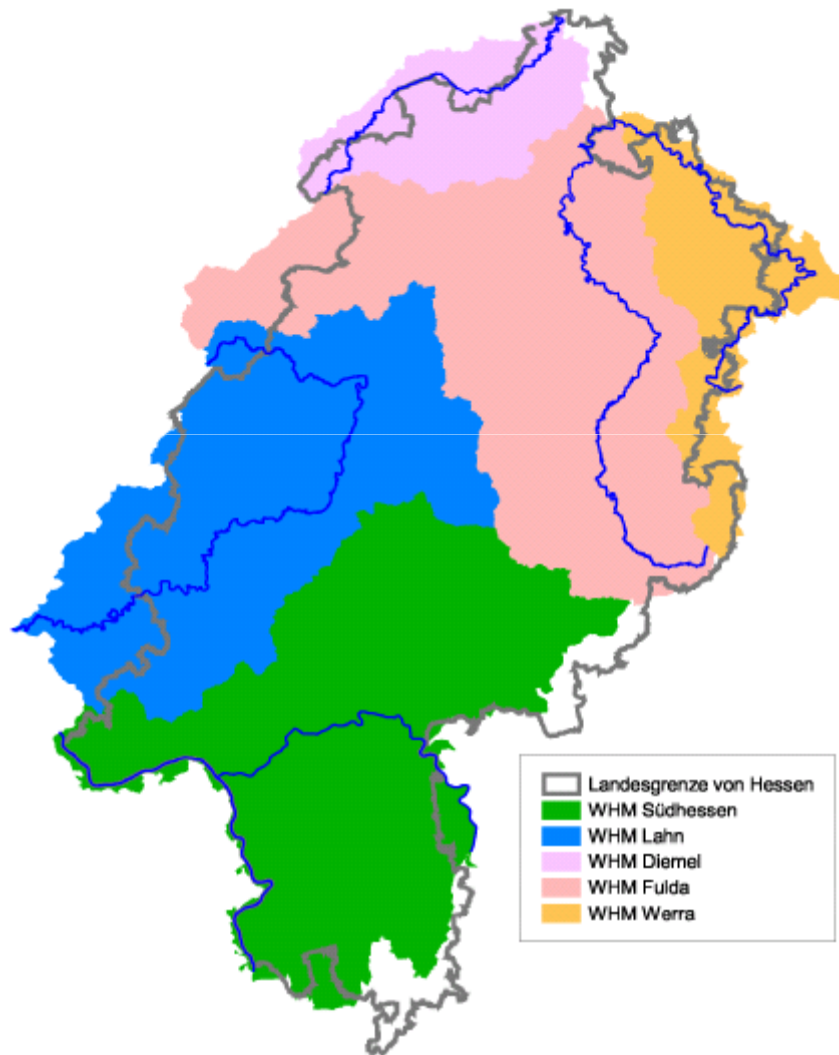 Landesgrenze von Hessen
WHM Südhessen
WHM Lahn
WHM Diemel
WHM Fulda
WHM Werra